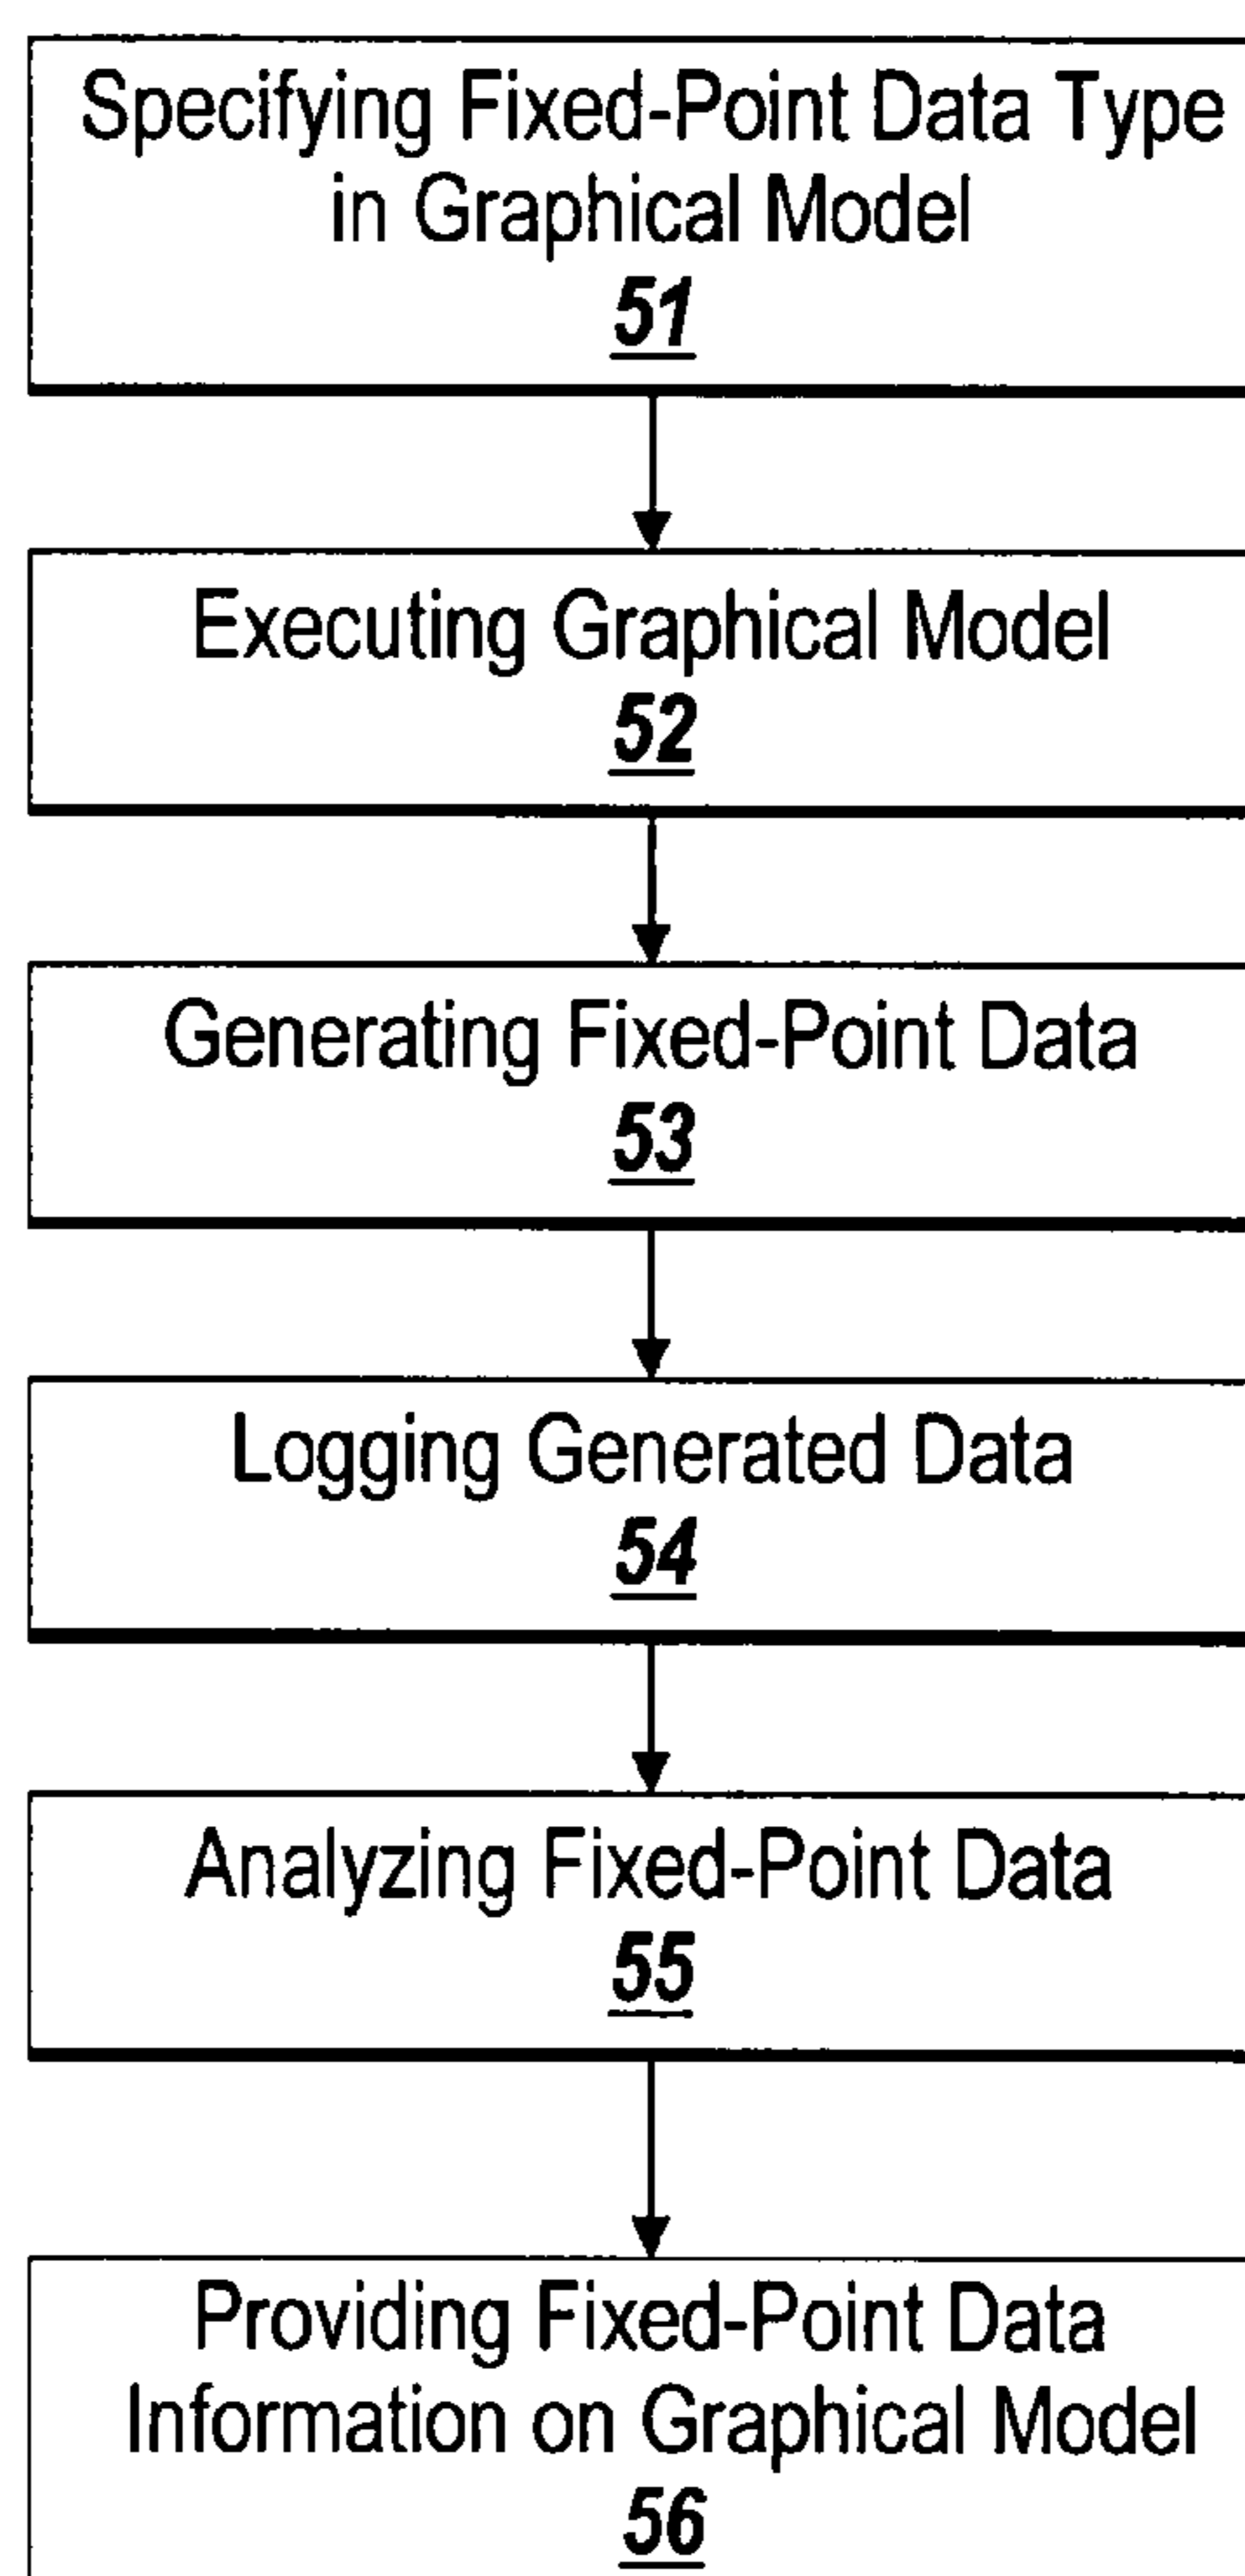 Specifying Fixed-Point Data Type
in Graphical Model
51
Executing Graphical Model
52
Generating Fixed-Point Data
53
Logging Generated Data
54
Analyzing Fixed-Point Data
55
Providing Fixed-Point Data
Information on Graphical Model
56